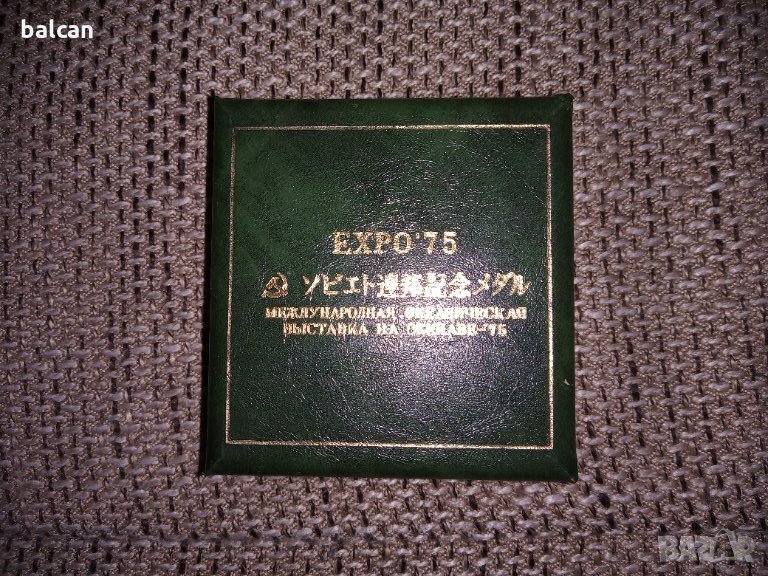 balcan
EXPO'75
ソビエト連邦記念メダル
МЕЖДУНАРОДНАЯ ОКЕАНИЧЕСКАЯ
ВЫСТАВКА НА ОКИНАВЕ-'75
BAZAR